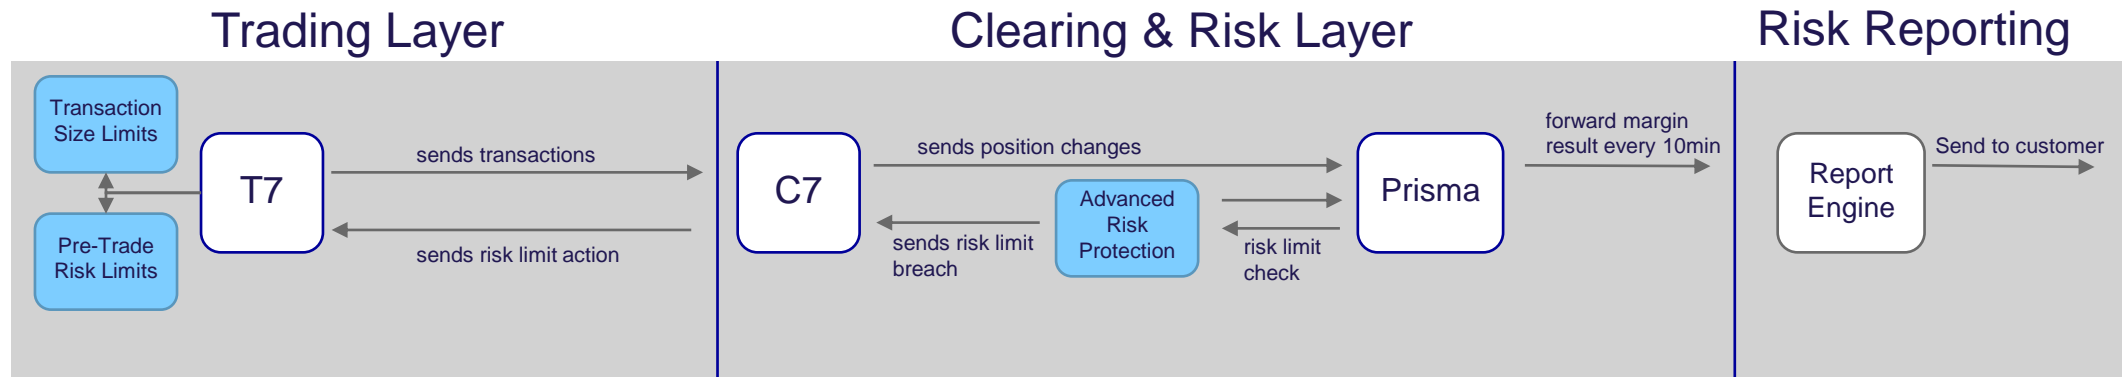 Trading Layer
Clearing & Risk Layer
Risk Reporting
Transaction
Size Limits
T7
Pre-Trade
Risk Limits
sends transactions
sends risk limit action
C7
sends position changes
Advanced
Risk
Protection
sends risk limit
breach
risk limit
check
Prisma
forward margin
result every 10min
Report
Engine
Send to customer